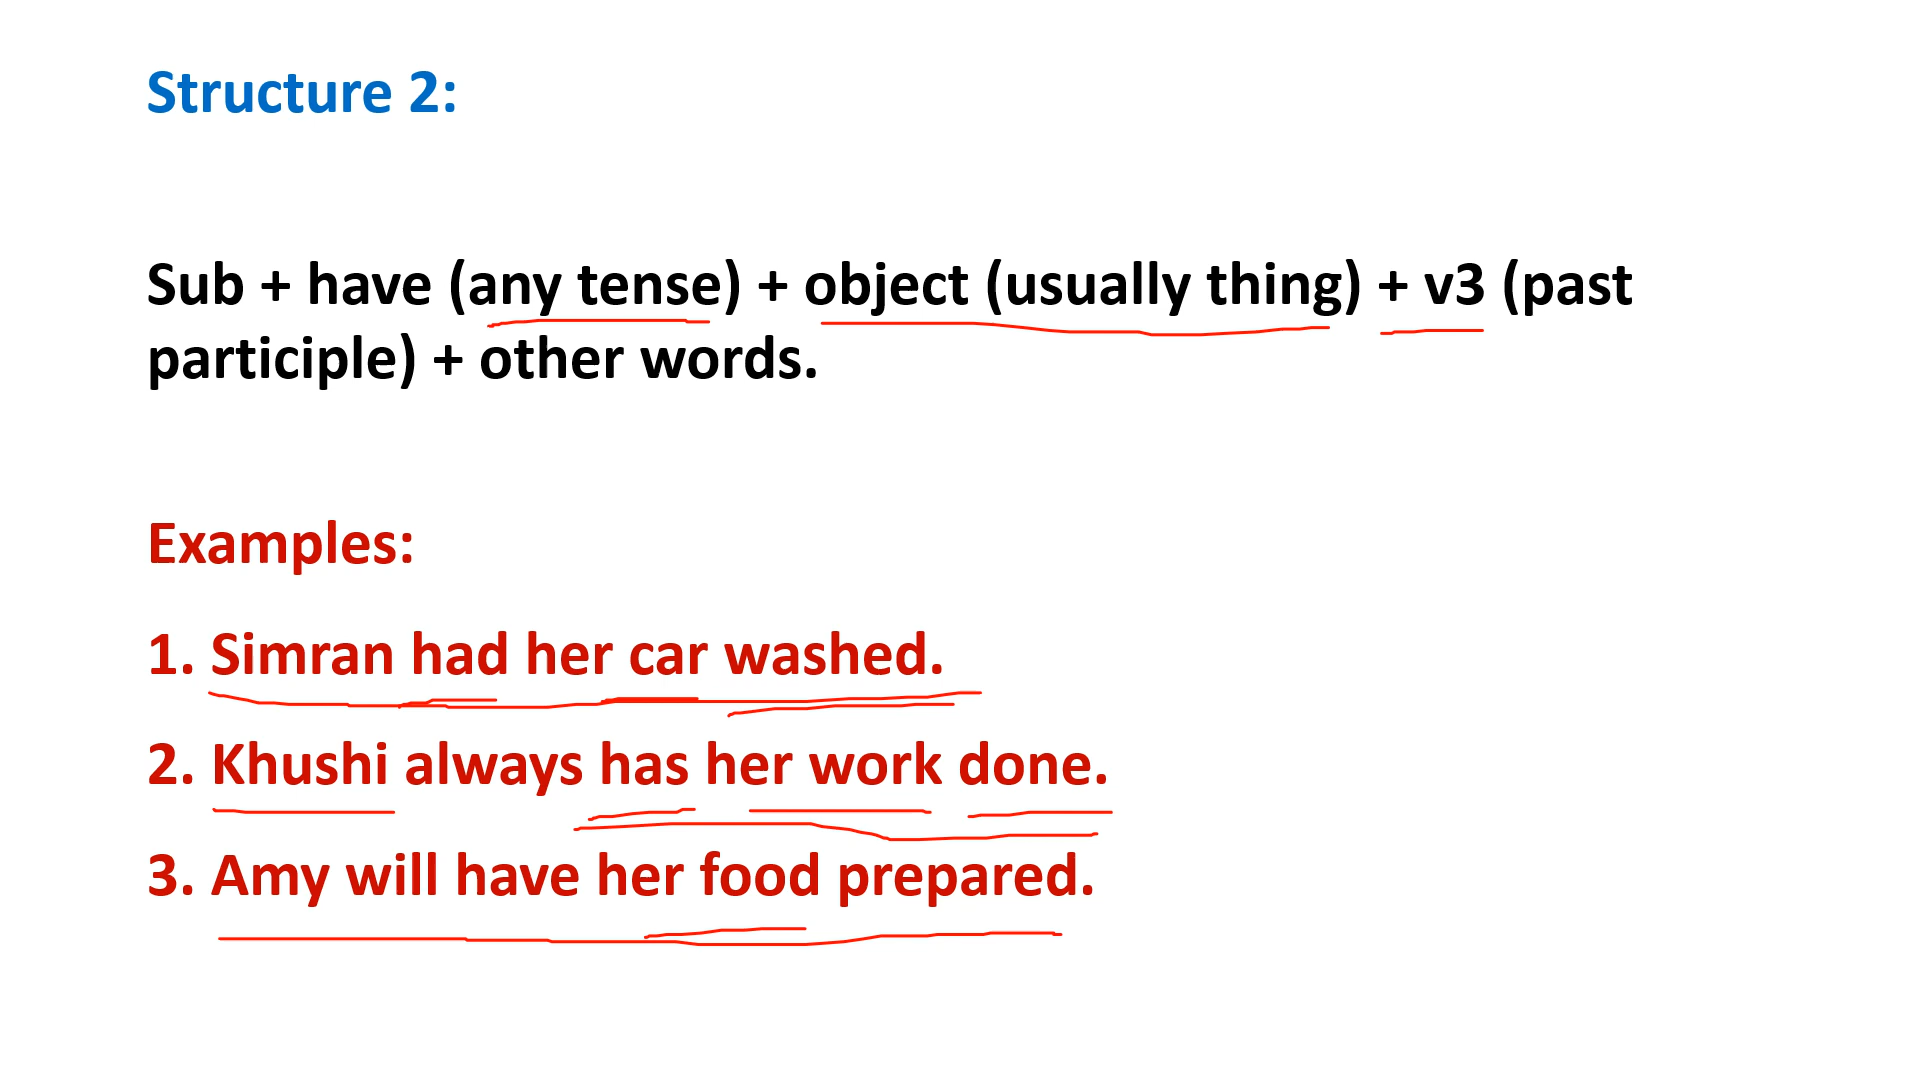 Structure 2:
Sub + have (any tense) + object (usually thing) + v3 (past
participle) + other words.
Examples:
1. Simran had her car washed.
2. Khushi always has her work done.
3. Amy will have her food prepared.